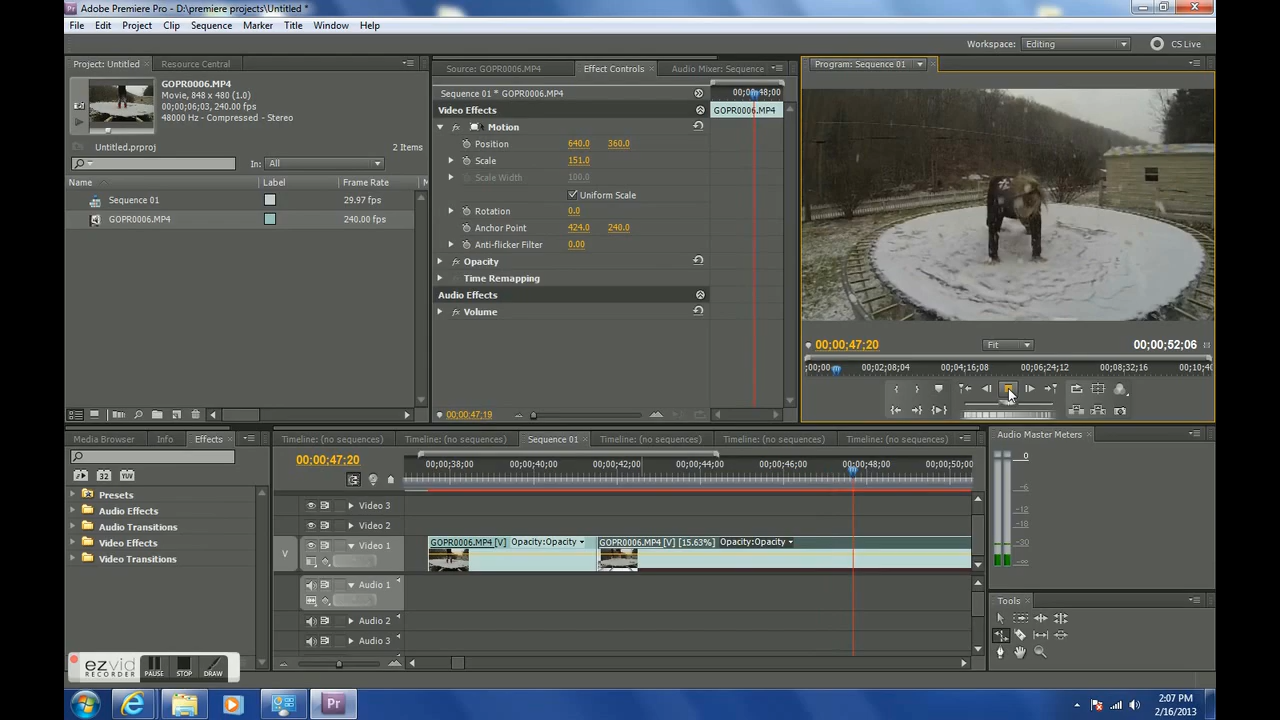 Adobe Premiere Pro - D:\premiere projects\Untitled *
File Edit Project Clip Sequence Marker Title Window Help
Workspace: Editing CS Live
Project: Untitled Resource Central
GOPR0006.MP4
Movie, 848 x 480 (1.0)
00;00;06;03, 240.00 fps
48000 Hz - Compressed - Stereo
Untitled.prproj 2 Items
In: All
Name Label Frame Rate
Sequence 01 29.97 fps
GOPR0006.MP4 240.00 fps
Source: GOPR0006.MP4 Effect Controls Audio Mixer: Sequence
Sequence 01 * GOPR0006.MP4 00;00;48;00
Video Effects GOPR0006.MP4
Motion
Position 640.0 360.0
Scale 151.0
Scale Width 100.0
Uniform Scale
Rotation 0.0
Anchor Point 424.0 240.0
Anti-flicker Filter 0.00
Opacity
Time Remapping
Audio Effects
Volume
00;00;47;19
Program: Sequence 01
00;00;47;20 Fit 00;00;52;06
00;00 00;02;08;04 00;04;16;08 00;06;24;12 00;08;32;16 00;10;40
Media Browser Info Effects
32 YUV
Presets
Audio Effects
Audio Transitions
Video Effects
Video Transitions
Timeline: (no sequences) Timeline: (no sequences) Sequence 01 Timeline: (no sequences) Timeline: (no sequences) Timeline: (no sequences)
00;00;47;20
00;00;38;00 00;00;40;00 00;00;42;00 00;00;44;00 00;00;46;00 00;00;48;00 00;00;50;00
Video 3
Video 2
V Video 1
GOPR0006.MP4 [V] Opacity:Opacity GOPR0006.MP4 [V] [15.63%] Opacity:Opacity
Audio 1
Audio 2
Audio 3
Audio Master Meters
0
-6
-12
-18
-30
Tools
ezvid
RECORDER
PAUSE STOP DRAW
Pr
2:07 PM
2/16/2013